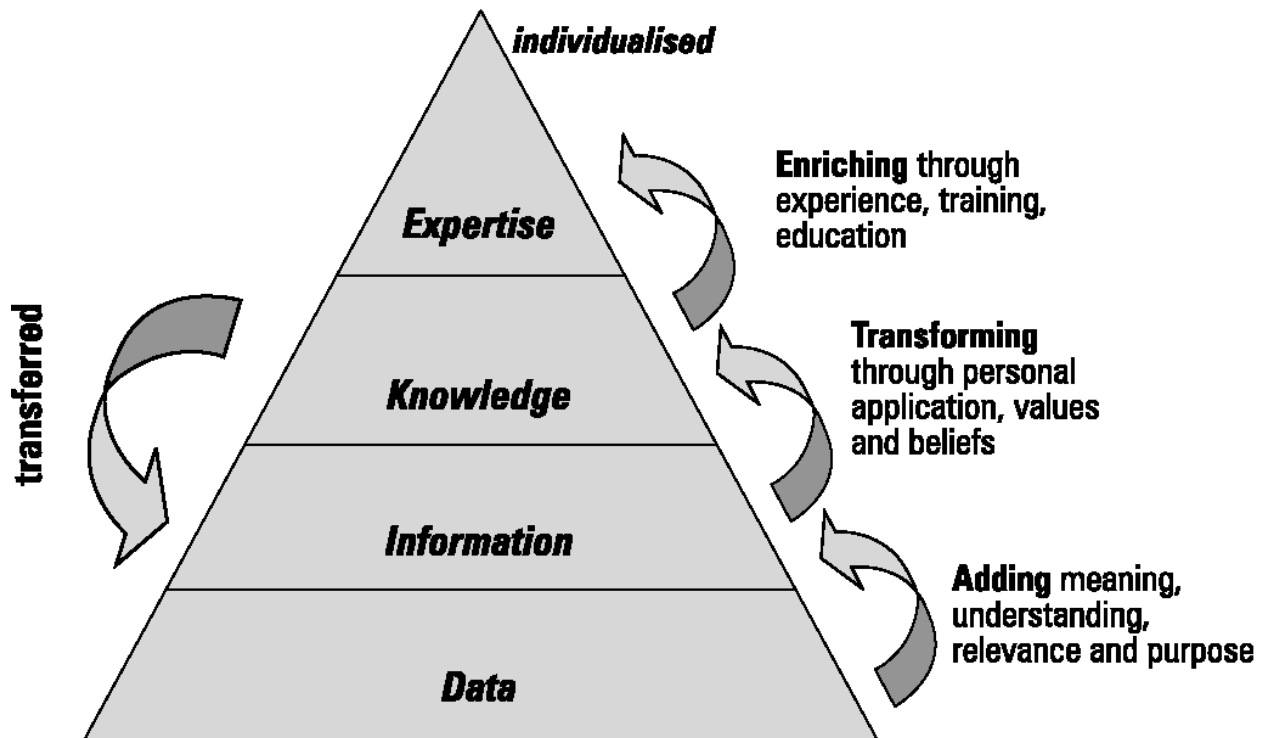 individualised
Enriching through
experience, training,
education
Expertise
transferred
Transforming
through personal
application, values
and beliefs
Knowledge
Information
Adding meaning,
understanding,
relevance and purpose
Data